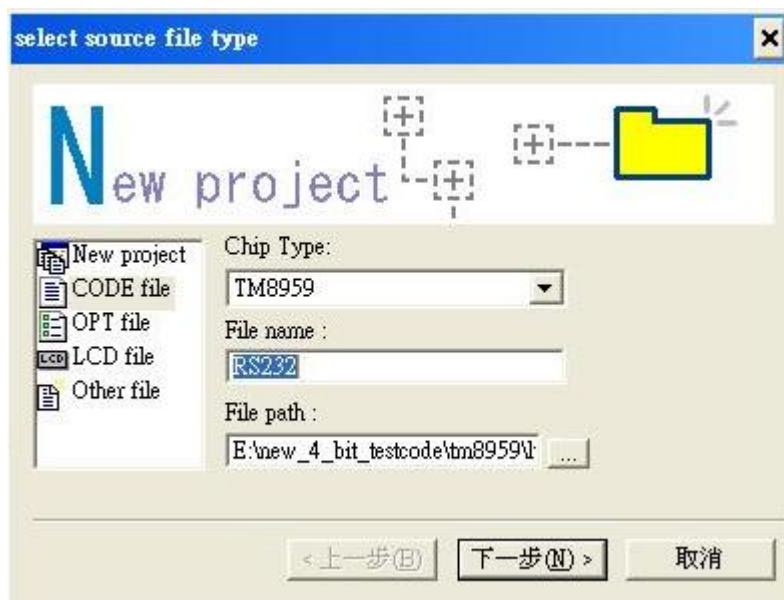 select source file type
New project
New project
CODE file
OPT file
LCD LCD file
Other file
Chip Type:
TM8959
File name :
RS232
File path :
E:\new_4_bit_testcode\tm8959\l
...
<上一步(B)
下一步(N) >
取消